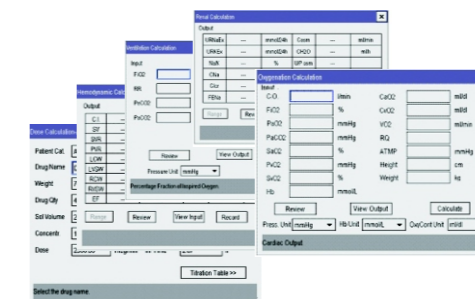 Renal Calculation
Output
URNaEx --- mmol/24h Cosm --- ml/min
URKEx --- mmol/24h CH2O --- ml/h
NaK --- % U/P osm ---
CNa ---
Clcr ---
FENa ---
Range
Ventilation Calculation
Input
FiO2
RR
PeCO2
PaCO2
Review View Output
Pressure Unit mmHg
Percentage Fraction of Inspired Oxygen.
Hemodynamic Calc
Output
C.I.
SV
SVR
PVR
LCW
LVSW
RCW
RVSW
EF
Range Review View Input Record
Oxygenation Calculation
Input
C.O. l/min CaO2 ml/dl
FiO2 % CvO2 ml/dl
PaO2 mmHg VO2 ml/min
PaCO2 mmHg RQ
SaO2 % ATMP mmHg
PvO2 mmHg Height cm
SvO2 % Weight kg
Hb mmol/L
Review View Output Calculate
Press. Unit mmHg Hb Unit mmol/L OxyCont Unit ml/dl
Cardiac Output
Dose Calculation
Patient Cat.
Drug Name
Weight
Drug Qty
Sol Volume
Concentr.
Dose
Titration Table >>
Select the drug name.